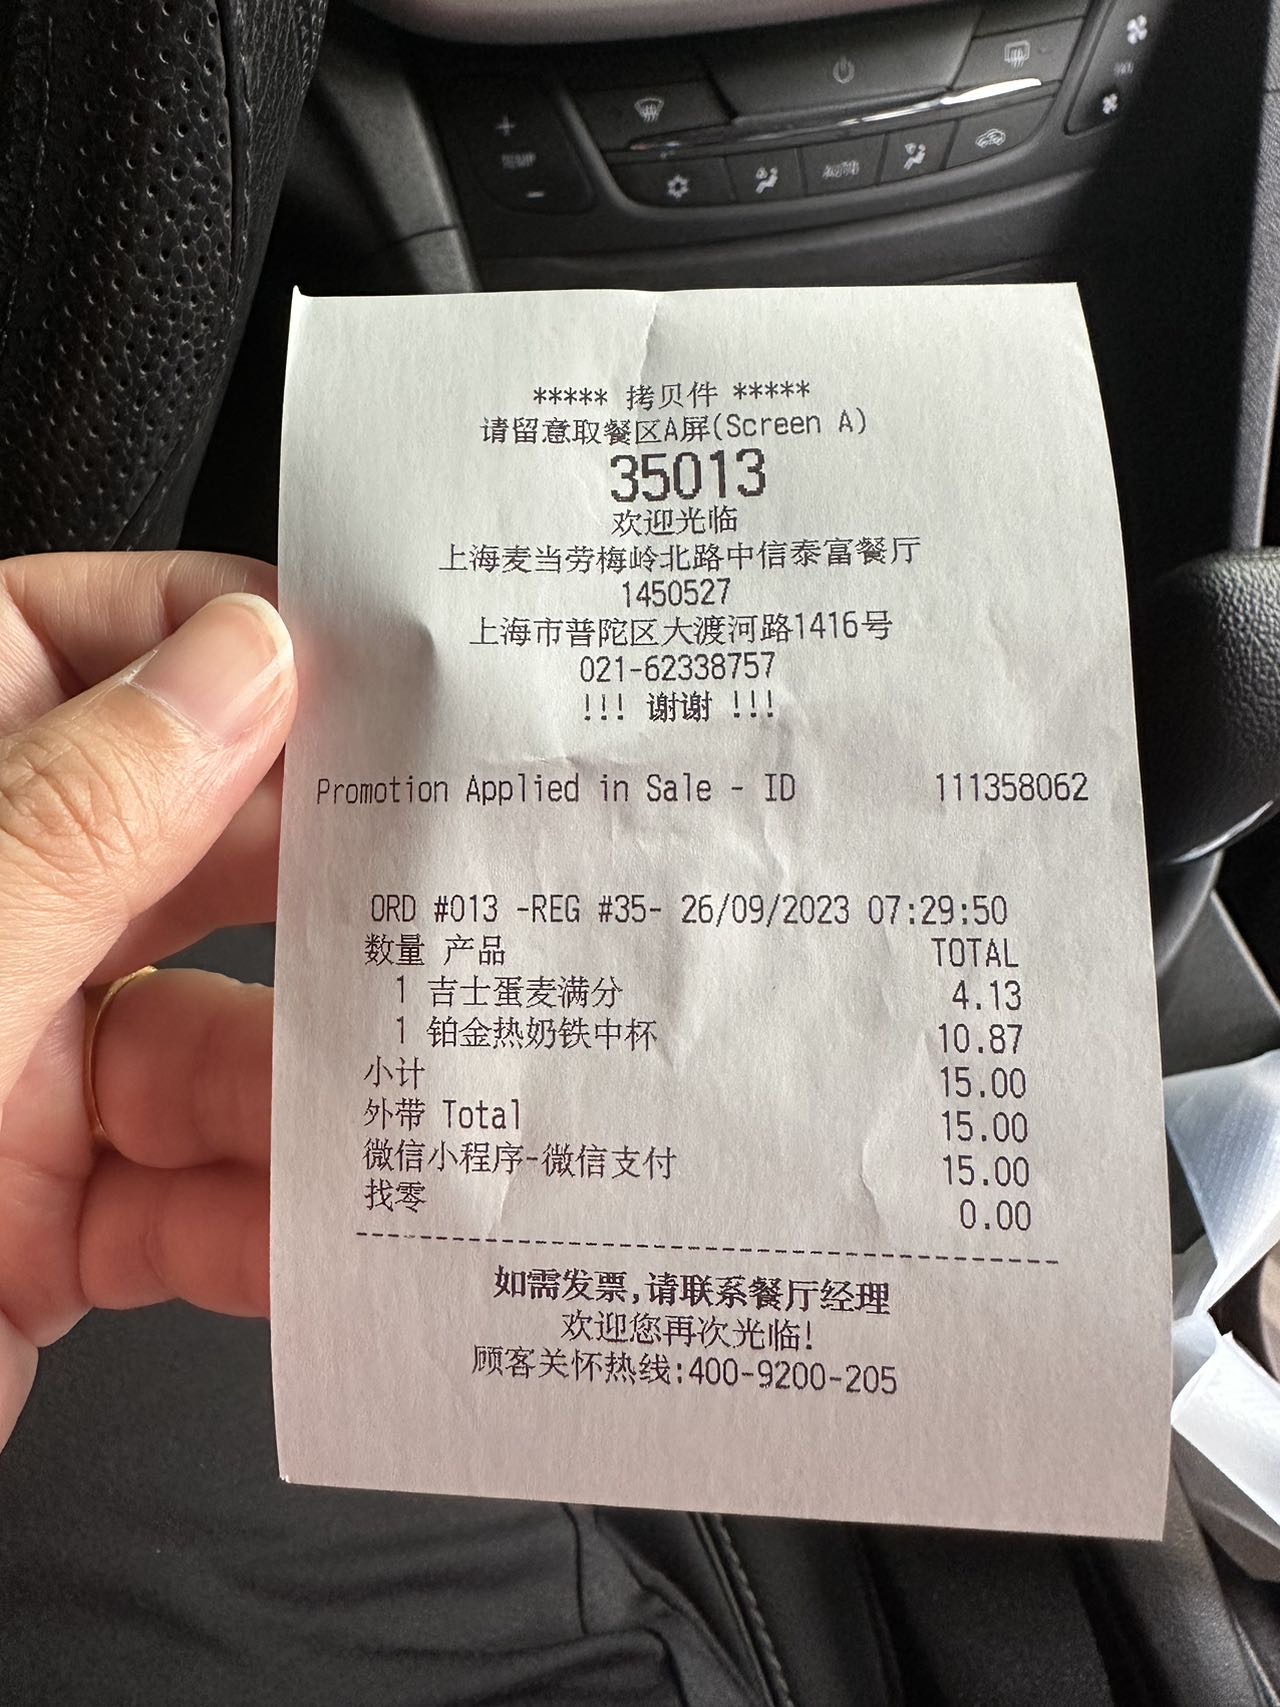 TEMP
AUTO
***** 拷贝件 *****
请留意取餐区A屏(Screen A)
35013
欢迎光临
上海麦当劳梅岭北路中信泰富餐厅
1450527
上海市普陀区大渡河路1416号
021-62338757
!!! 谢谢 !!!
Promotion Applied in Sale - ID 111358062
ORD #013 -REG #35- 26/09/2023 07:29:50
数量 产品 TOTAL
1 吉士蛋麦满分 4.13
1 铂金热奶铁中杯 10.87
小计 15.00
外带 Total 15.00
微信小程序-微信支付 15.00
找零 0.00
如需发票,请联系餐厅经理
欢迎您再次光临!
顾客关怀热线:400-9200-205